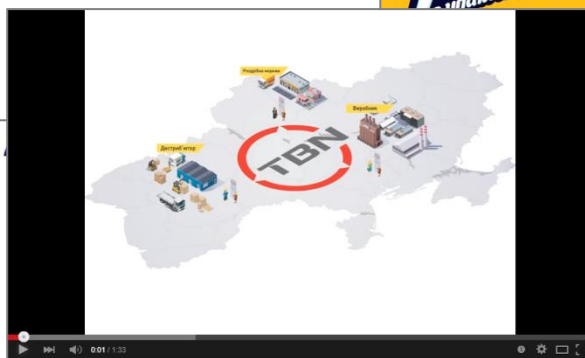 Роздрібна мережа
Виробник
Дистриб'ютор
TBN
0:01 / 1:33